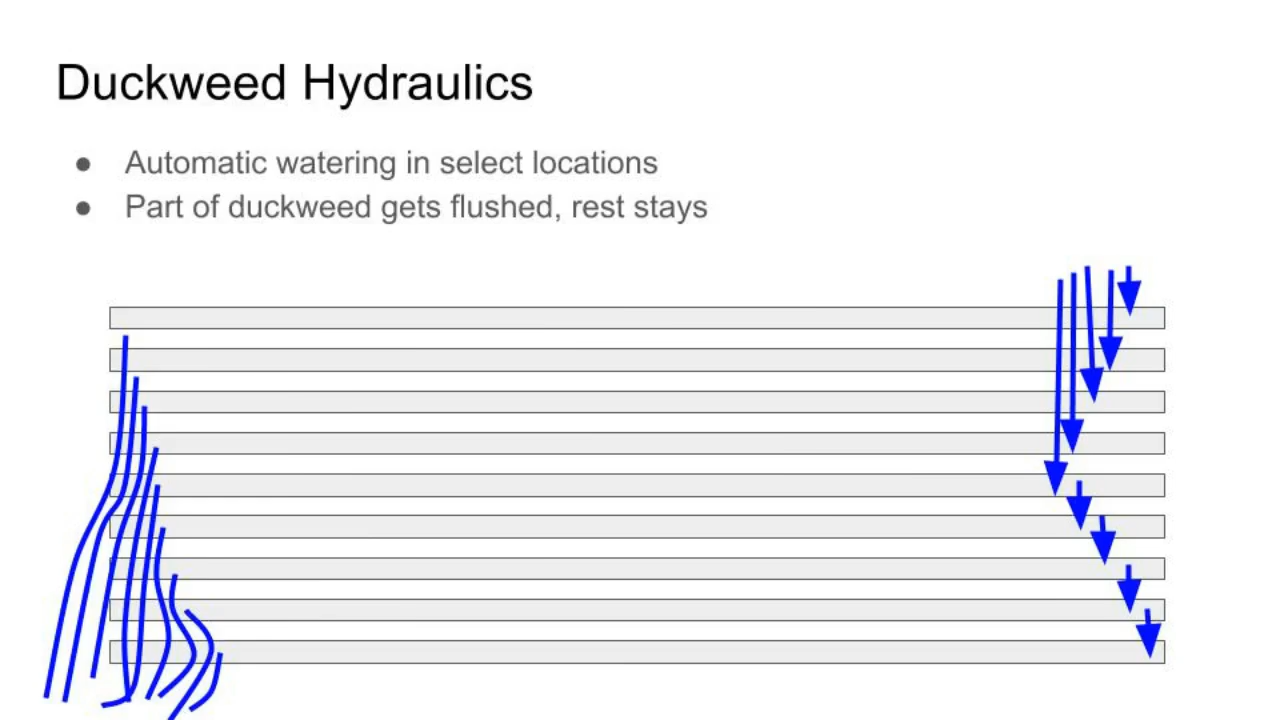 Duckweed Hydraulics
● Automatic watering in select locations
● Part of duckweed gets flushed, rest stays